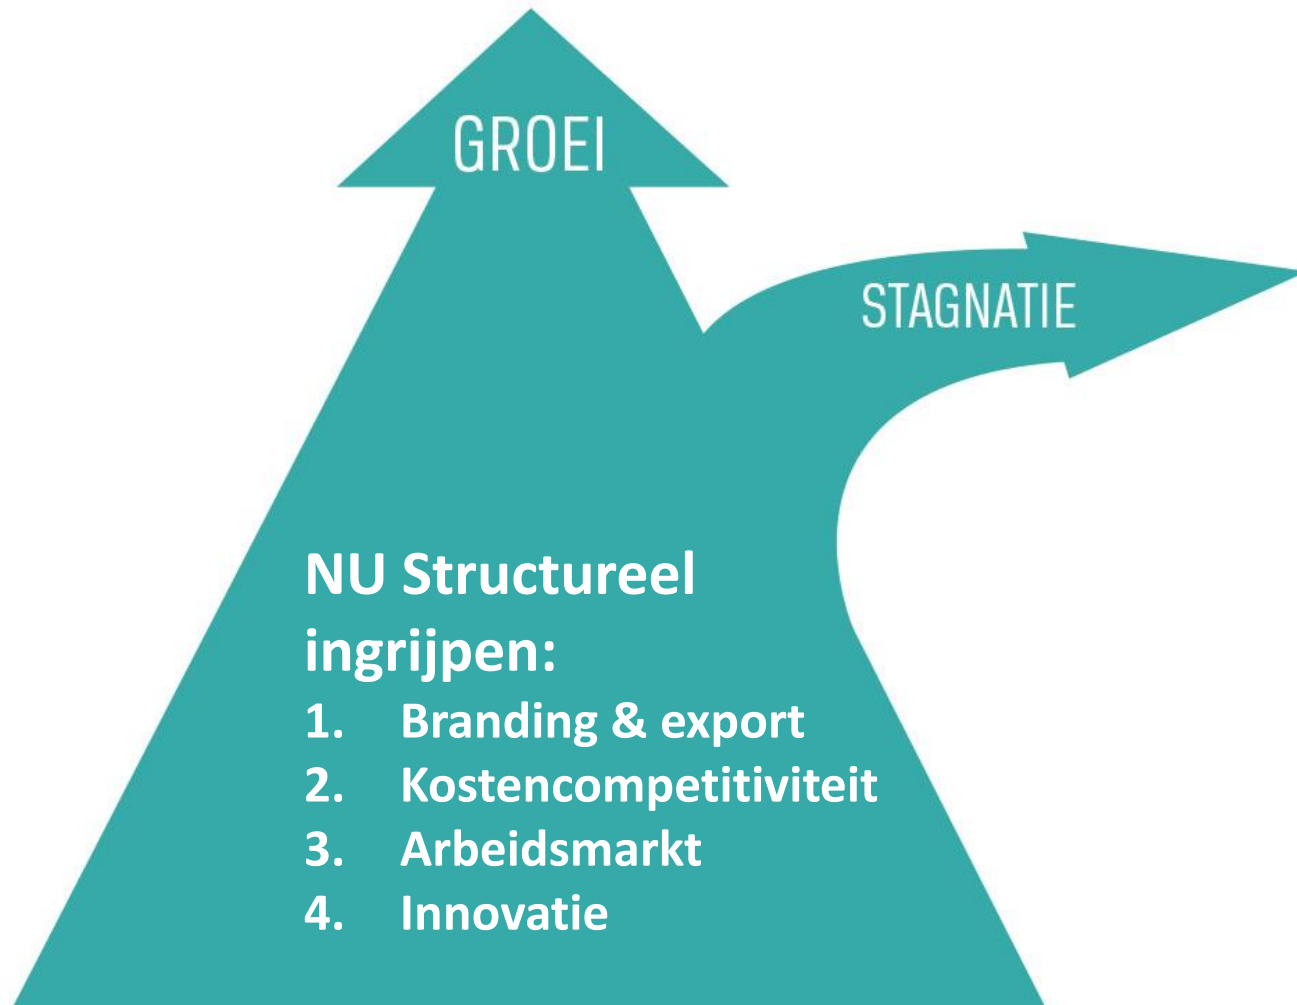 GROEI
STAGNATIE
NU Structureel
ingrijpen:
1. Branding & export
2. Kostencompetitiviteit
3. Arbeidsmarkt
4. Innovatie